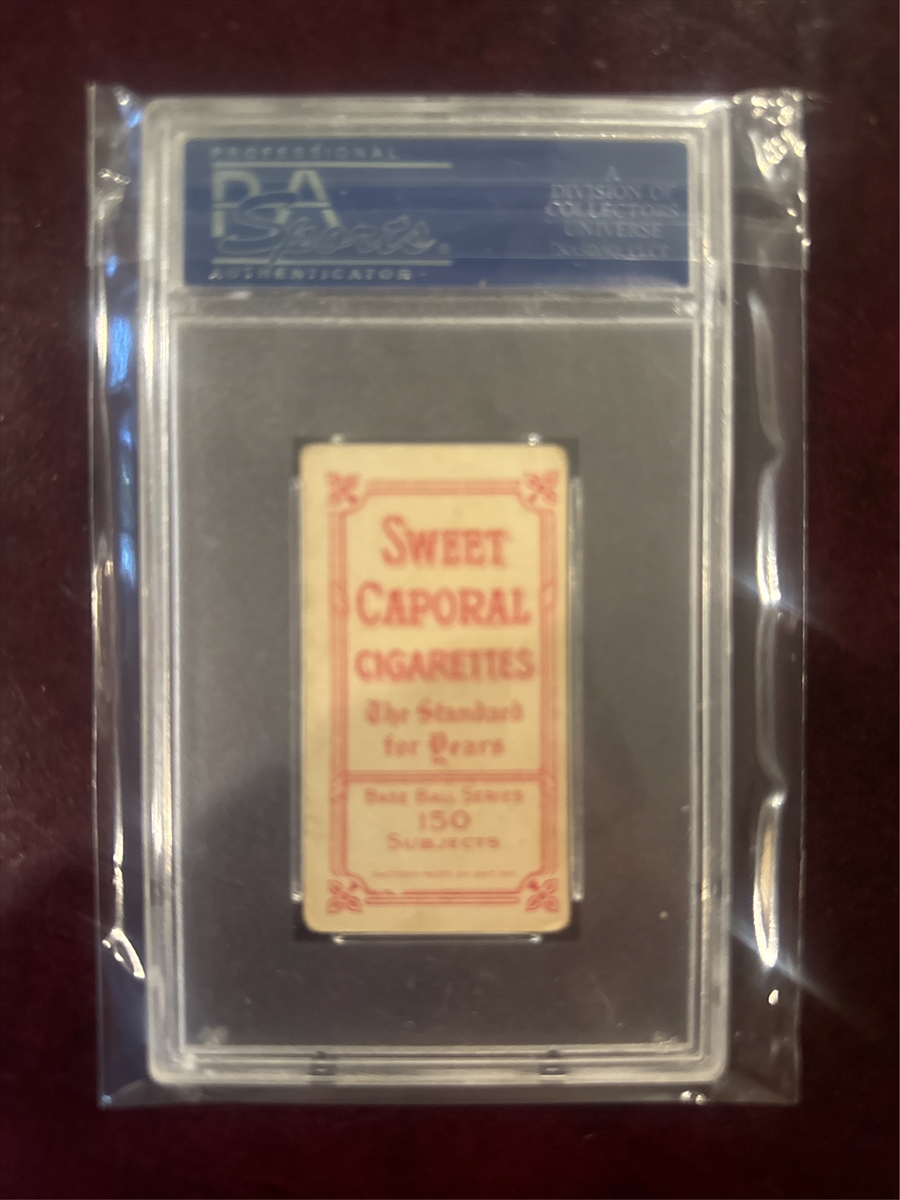 PROFESSIONAL
PSA
Sports®
AUTHENTICATOR
A
DIVISION OF
COLLECTORS
UNIVERSE
SWEET
CAPORAL
CIGARETTES
The Standard
for Years
BASE BALL SERIES
150
SUBJECTS